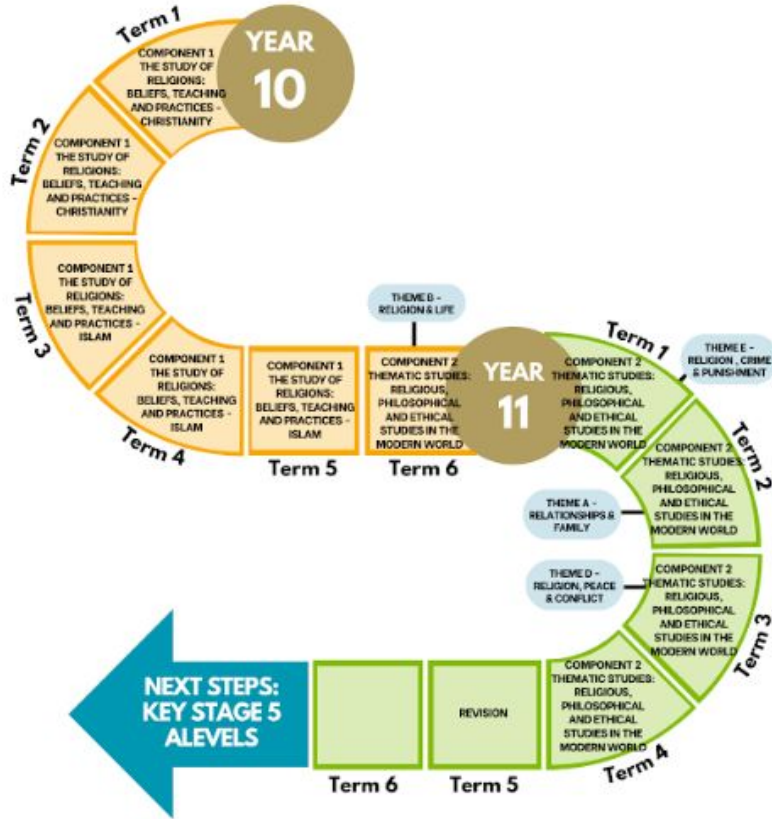 Term 1
COMPONENT 1
THE STUDY OF
RELIGIONS:
BELIEFS, TEACHING
AND PRACTICES -
CHRISTIANITY
YEAR
10
Term 2
COMPONENT 1
THE STUDY OF
RELIGIONS:
BELIEFS, TEACHING
AND PRACTICES -
CHRISTIANITY
Term 3
COMPONENT 1
THE STUDY OF
RELIGIONS:
BELIEFS, TEACHING
AND PRACTICES -
ISLAM
Term 4
COMPONENT 1
THE STUDY OF
RELIGIONS:
BELIEFS, TEACHING
AND PRACTICES -
ISLAM
COMPONENT 1
THE STUDY OF
RELIGIONS:
BELIEFS, TEACHING
AND PRACTICES -
ISLAM
Term 5
THEME B -
RELIGION & LIFE
COMPONENT 2
THEMATIC STUDIES:
RELIGIOUS,
PHILOSOPHICAL
AND ETHICAL
STUDIES IN THE
MODERN WORLD
Term 6
YEAR
11
Term 1
COMPONENT 2
THEMATIC STUDIES:
RELIGIOUS,
PHILOSOPHICAL
AND ETHICAL
STUDIES IN THE
MODERN WORLD
THEME E -
RELIGION , CRIME
& PUNISHMENT
Term 2
COMPONENT 2
THEMATIC STUDIES:
RELIGIOUS,
PHILOSOPHICAL
AND ETHICAL
STUDIES IN THE
MODERN WORLD
THEME A -
RELATIONSHIPS &
FAMILY
THEME D -
RELIGION, PEACE
& CONFLICT
COMPONENT 2
THEMATIC STUDIES:
RELIGIOUS,
PHILOSOPHICAL
AND ETHICAL
STUDIES IN THE
MODERN WORLD
Term 3
COMPONENT 2
THEMATIC STUDIES:
RELIGIOUS,
PHILOSOPHICAL
AND ETHICAL
STUDIES IN THE
MODERN WORLD
Term 4
REVISION
Term 5
Term 6
NEXT STEPS:
KEY STAGE 5
ALEVELS